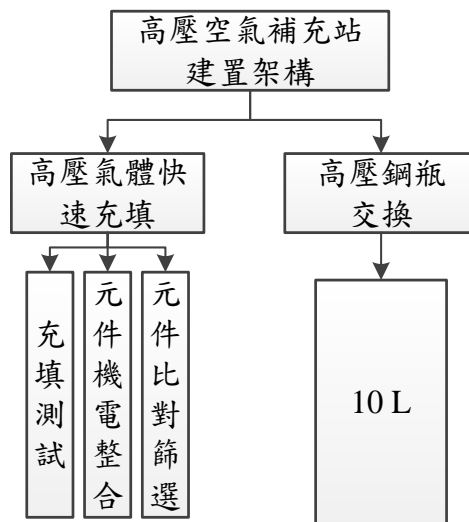 高壓空氣補充站
建置架構
高壓氣體快
速充填
高壓鋼瓶
交換
充填測試
元件機電整合
元件比對篩選
10 L